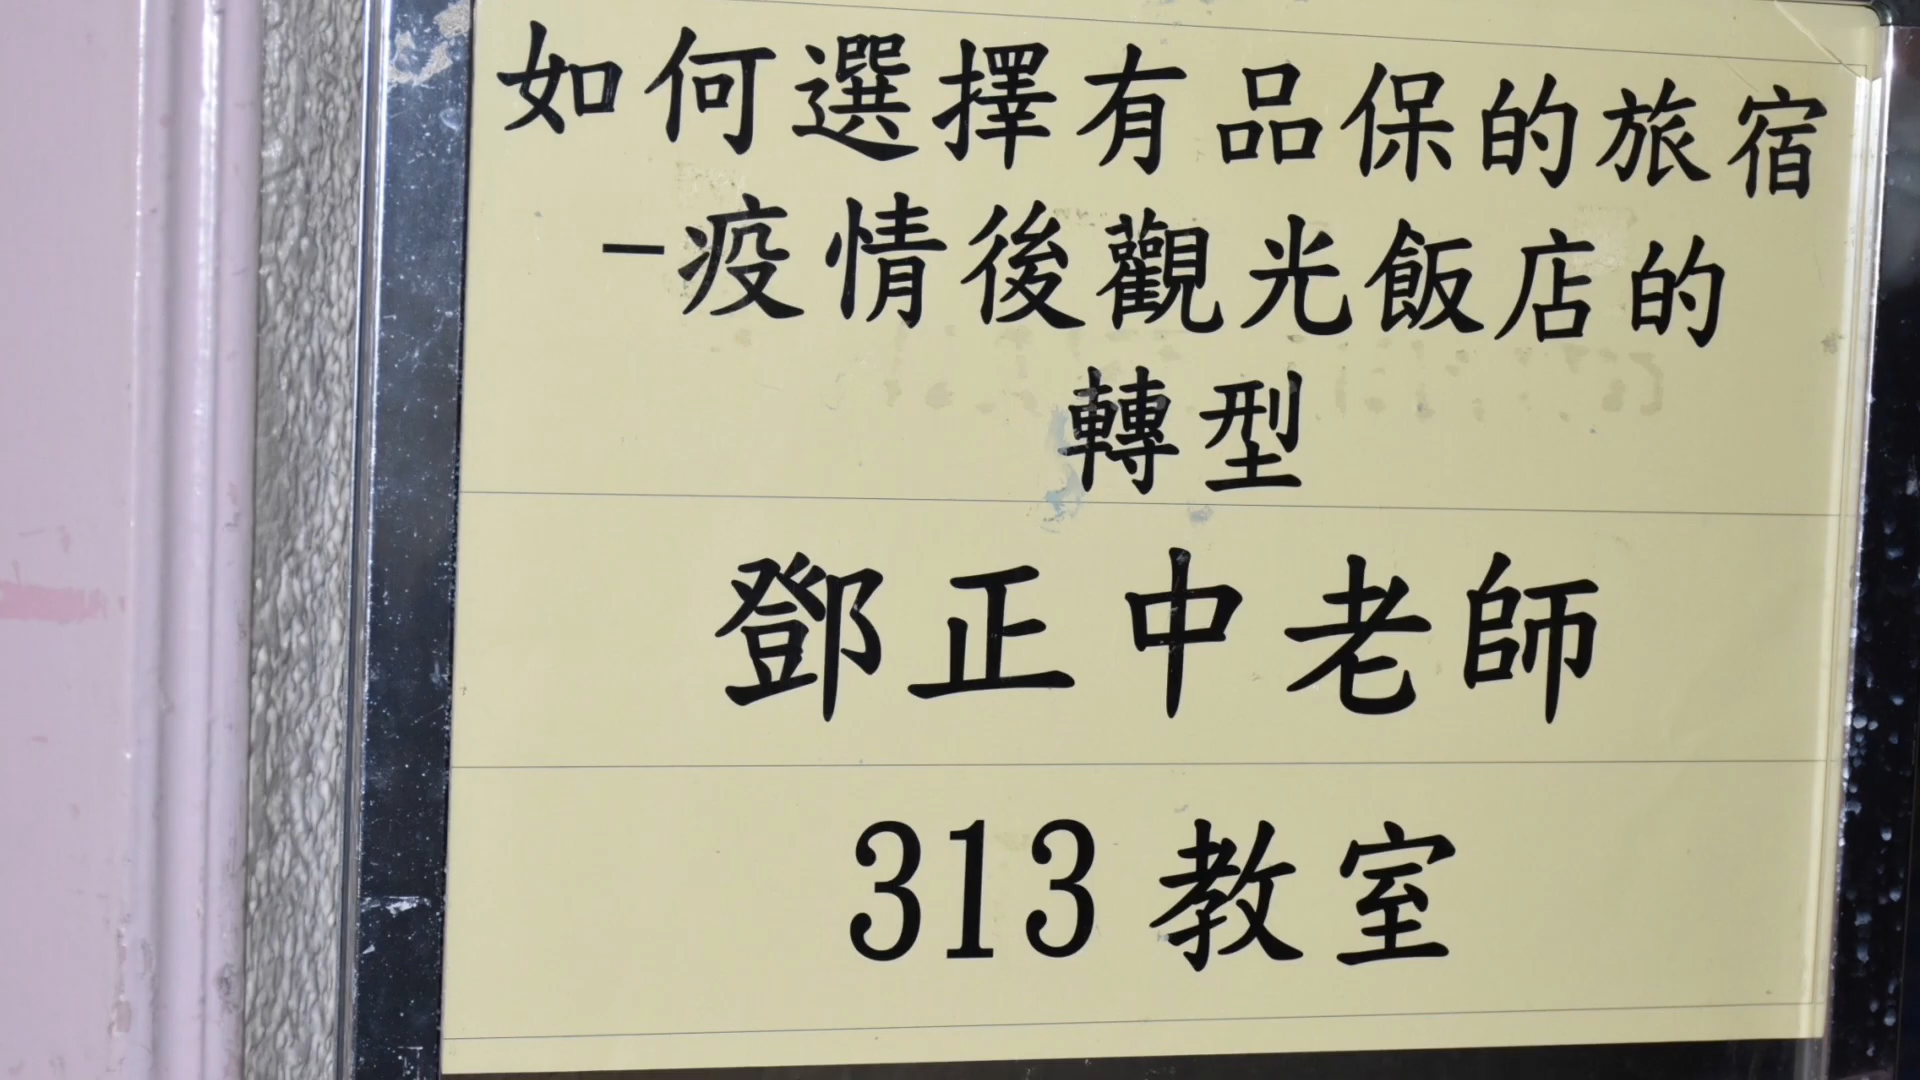 如何選擇有品保的旅宿
-疫情後觀光飯店的
轉型
鄧正中老師
313 教室